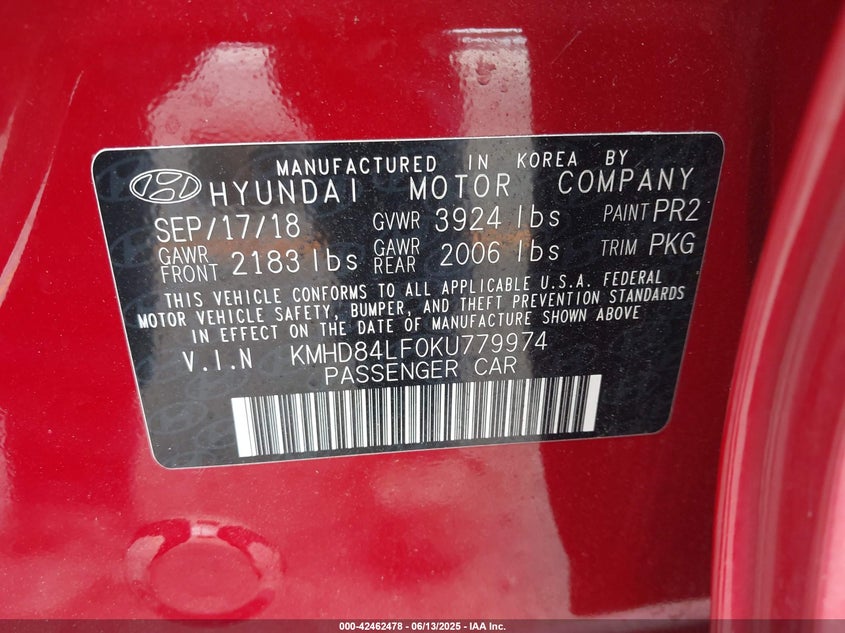 MANUFACTURED IN KOREA BY
HYUNDAI MOTOR COMPANY
SEP/17/18 GVWR 3924 lbs PAINT PR2
GAWR FRONT 2183 lbs GAWR REAR 2006 lbs TRIM PKG
THIS VEHICLE CONFORMS TO ALL APPLICABLE U.S.A. FEDERAL
MOTOR VEHICLE SAFETY, BUMPER, AND THEFT PREVENTION STANDARDS
IN EFFECT ON THE DATE OF MANUFACTURE SHOWN ABOVE
V.I.N KMHD84LF0KU779974
PASSENGER CAR
000-42462478 - 06/13/2025 - IAA Inc.